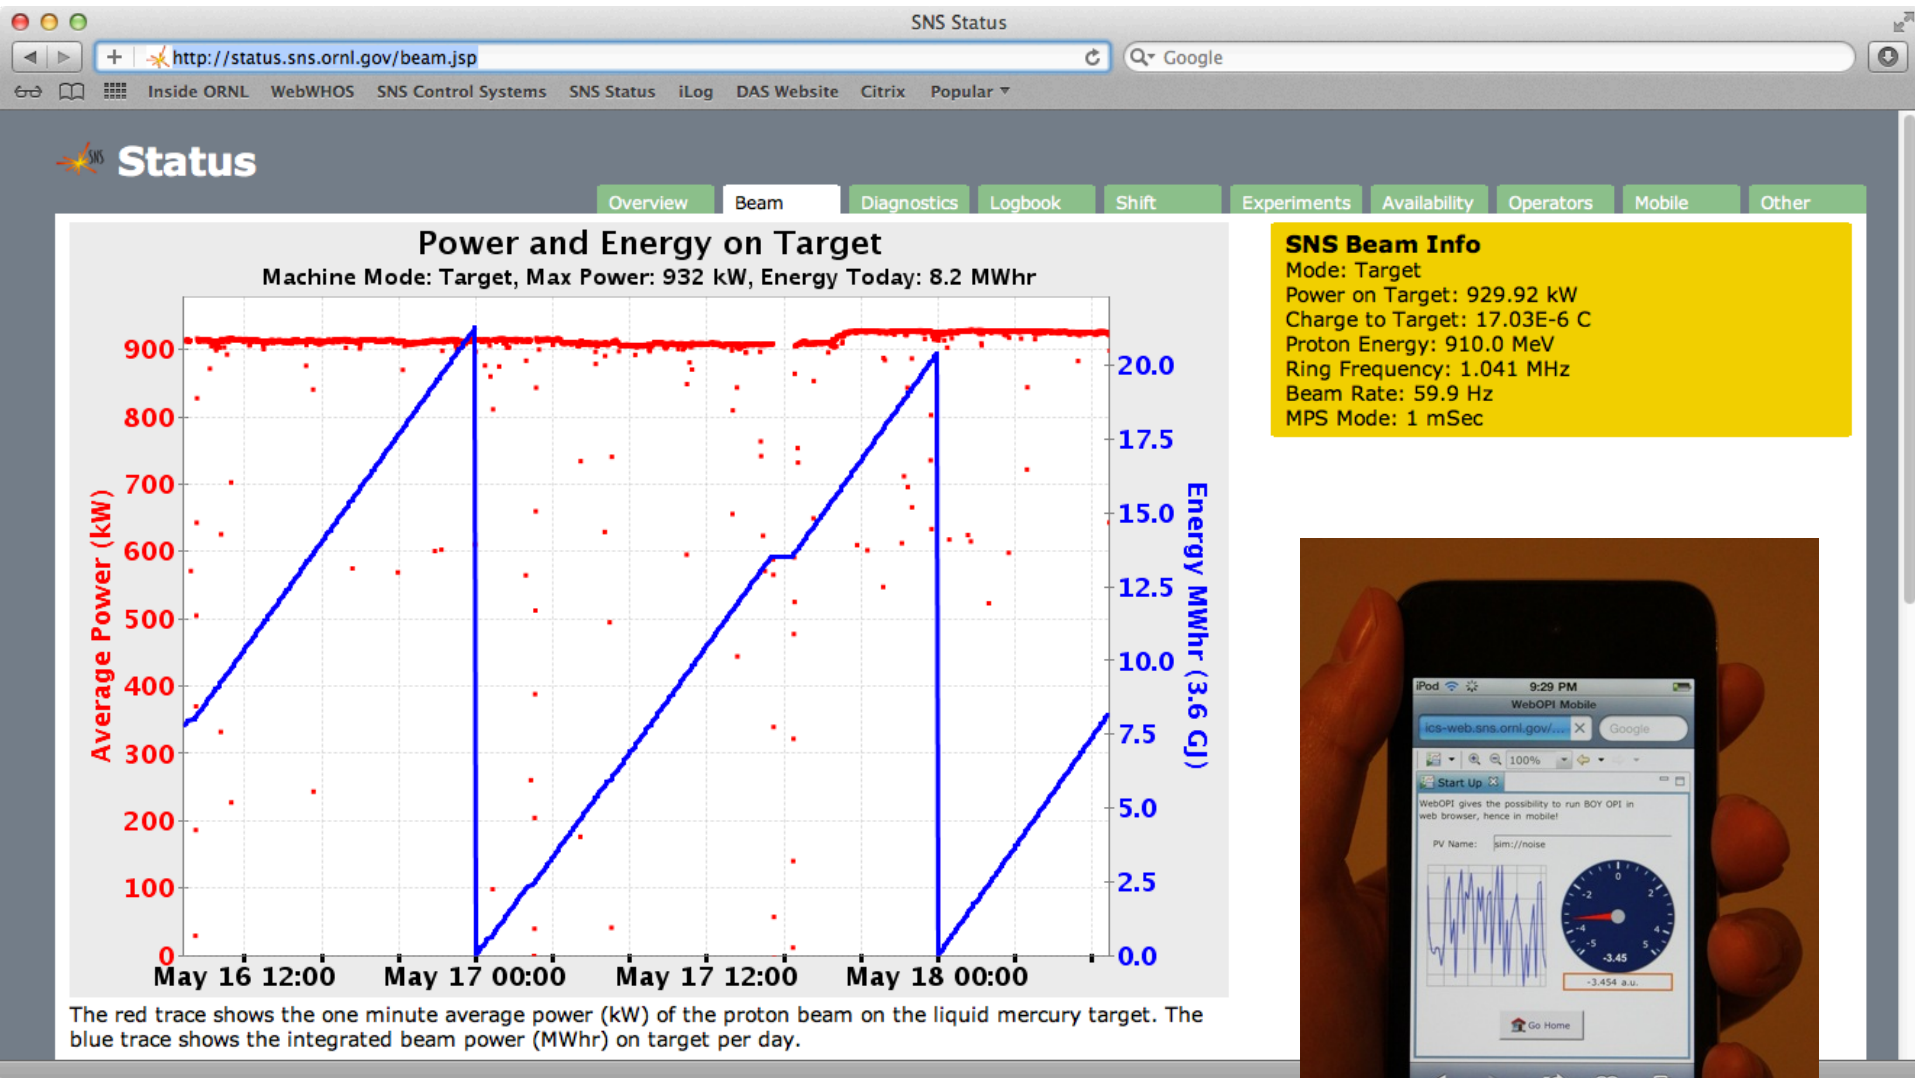 SNS Status
http://status.sns.ornl.gov/beam.jsp
Google
Inside ORNL WebWHOS SNS Control Systems SNS Status iLog DAS Website Citrix Popular
SNS Status
Overview Beam Diagnostics Logbook Shift Experiments Availability Operators Mobile Other
Power and Energy on Target
Machine Mode: Target, Max Power: 932 kW, Energy Today: 8.2 MWhr
Average Power (kW)
900
800
700
600
500
400
300
200
100
0
20.0
17.5
15.0
12.5
10.0
7.5
5.0
2.5
0.0
Energy MWhr (3.6 GJ)
May 16 12:00 May 17 00:00 May 17 12:00 May 18 00:00
The red trace shows the one minute average power (kW) of the proton beam on the liquid mercury target. The
blue trace shows the integrated beam power (MWhr) on target per day.
SNS Beam Info
Mode: Target
Power on Target: 929.92 kW
Charge to Target: 17.03E-6 C
Proton Energy: 910.0 MeV
Ring Frequency: 1.041 MHz
Beam Rate: 59.9 Hz
MPS Mode: 1 mSec
iPod 9:29 PM
WebOPI Mobile
ics-web.sns.ornl.gov/... Google
100%
Start Up
WebOPI gives the possibility to run BOY OPI in
web browser, hence in mobile!
PV Name: sim://noise
0
-2 2
-4 4
-5 5
-3.45
-3.454 a.u.
Go Home